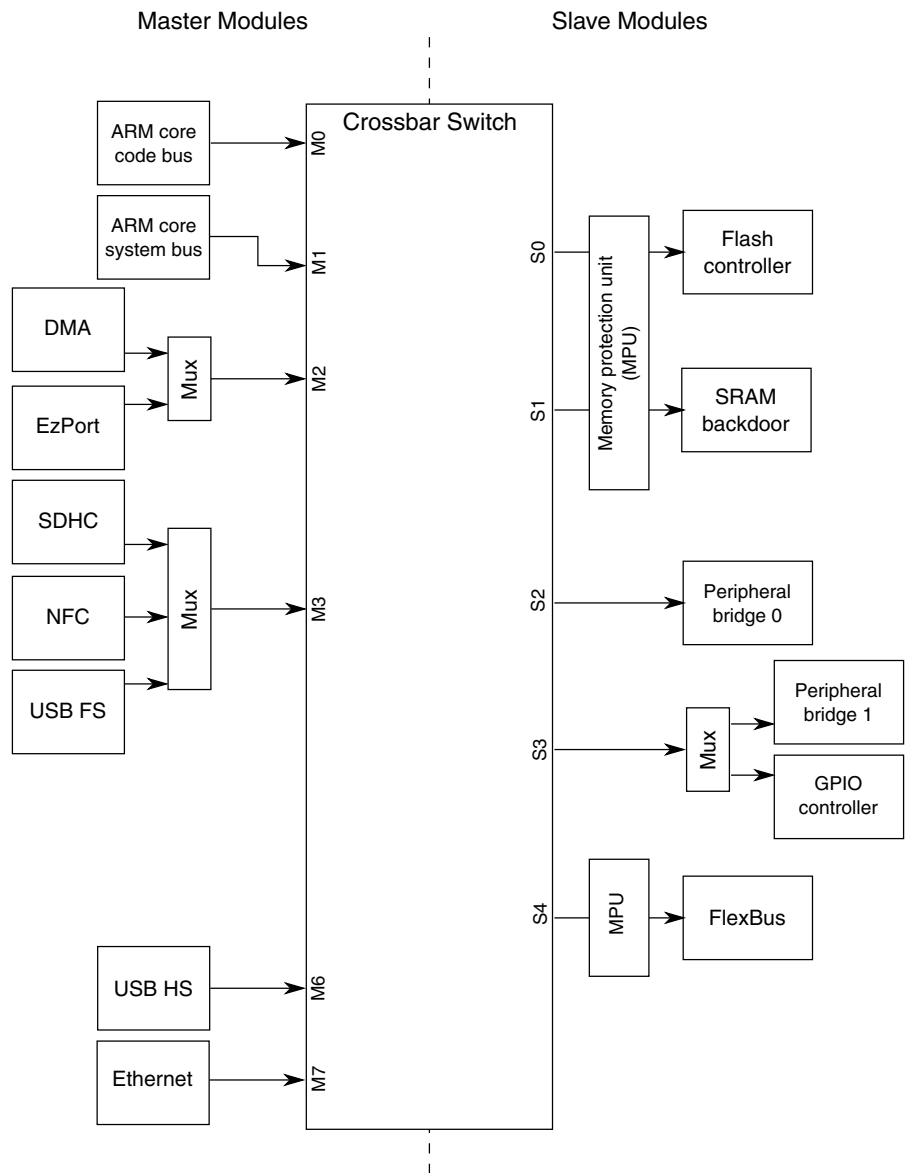 Master Modules
Slave Modules
Crossbar Switch
ARM core
code bus
M0
ARM core
system bus
M1
DMA
EzPort
Mux
M2
SDHC
NFC
USB FS
Mux
M3
USB HS
M6
Ethernet
M7
S0
Memory protection unit
(MPU)
Flash
controller
S1
SRAM
backdoor
S2
Peripheral
bridge 0
S3
Mux
Peripheral
bridge 1
GPIO
controller
S4
MPU
FlexBus